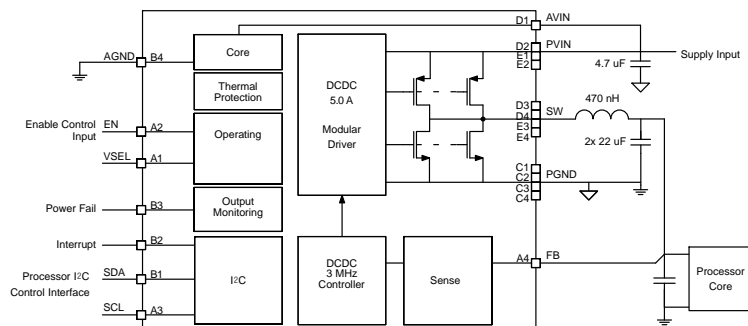 D1 AVIN
AGND B4 Core D2 PVIN Supply Input
E1
E2
4.7 uF
Thermal
Protection
DCDC
5.0 A
Modular
Driver
470 nH
D3
D4 SW
E3
E4
Enable Control
Input
EN A2 Operating
VSEL A1
2x 22 uF
C1
C2 PGND
C3
C4
Power Fail B3 Output
Monitoring
Interrupt B2
Processor I2C
Control Interface
SDA B1 I2C
SCL A3
DCDC
3 MHz
Controller
Sense
A4 FB
Processor
Core